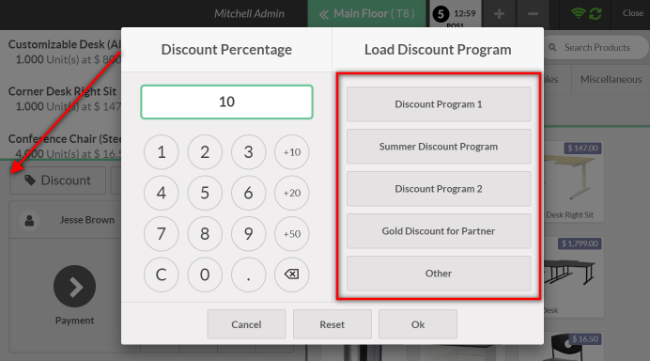 Mitchell Admin
« Main Floor ( T8 )
5 12:59
POS1
+ −
Close
Customizable Desk (Al
1.000 Unit(s) at $ 800
Corner Desk Right Sit
1.000 Unit(s) at $ 147
Conference Chair (Stee
4.000 Unit(s) at $ 16.5
Discount
Jesse Brown
Payment
Discount Percentage
10
1 2 3 +10
4 5 6 +20
7 8 9 +50
C 0 .
Load Discount Program
Discount Program 1
Summer Discount Program
Discount Program 2
Gold Discount for Partner
Other
Cancel
Reset
Ok
Search Products
Miscellaneous
$ 147.00
Desk Right Sit
$ 1,799.00
Desk
$ 16.50